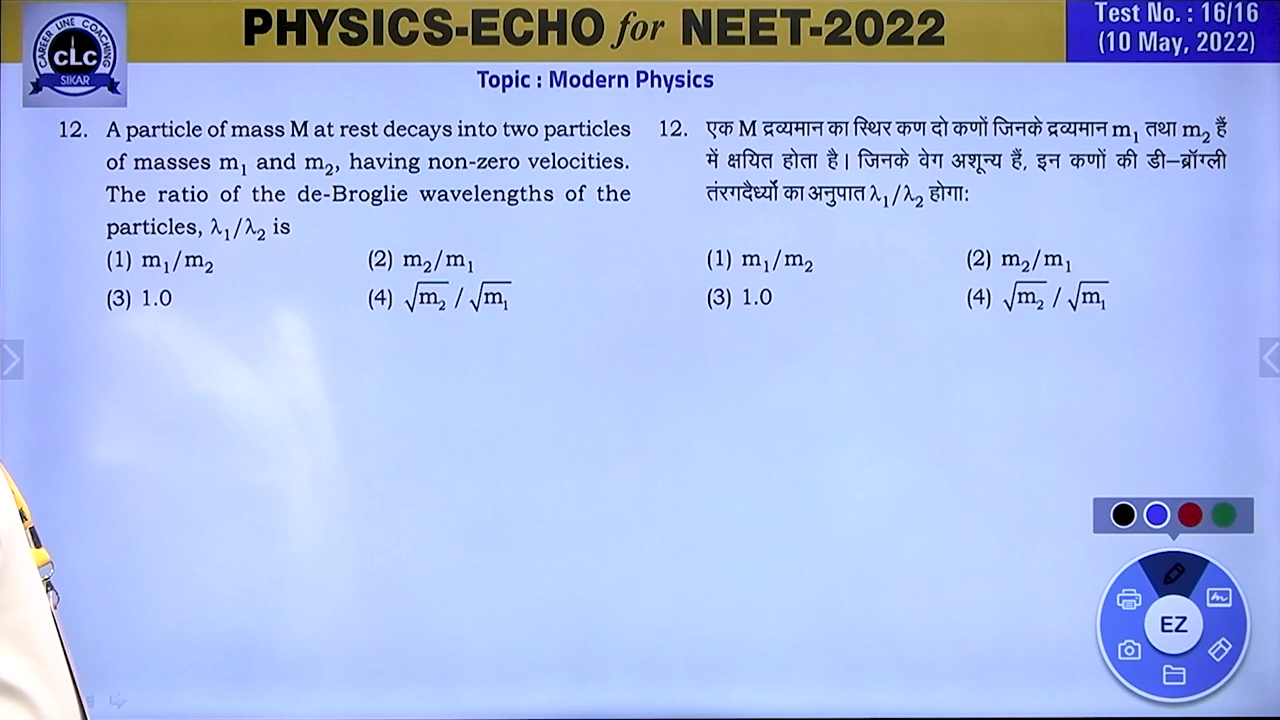 CAREER LINE COACHING
CLC
SIKAR
PHYSICS-ECHO for NEET-2022
Test No. : 16/16
(10 May, 2022)
Topic : Modern Physics
12. A particle of mass M at rest decays into two particles
of masses m₁ and m₂, having non-zero velocities.
The ratio of the de-Broglie wavelengths of the
particles, λ₁/λ₂ is
(1) m₁/m₂ (2) m₂/m₁
(3) 1.0 (4) √m₂ / √m₁
12. एक M द्रव्यमान का स्थिर कण दो कणों जिनके द्रव्यमान m₁ तथा m₂ हैं
में क्षयित होता है। जिनके वेग अशून्य हैं, इन कणों की डी–ब्रॉग्ली
तंरगदैर्ध्यों का अनुपात λ₁/λ₂ होगा:
(1) m₁/m₂ (2) m₂/m₁
(3) 1.0 (4) √m₂ / √m₁
EZ